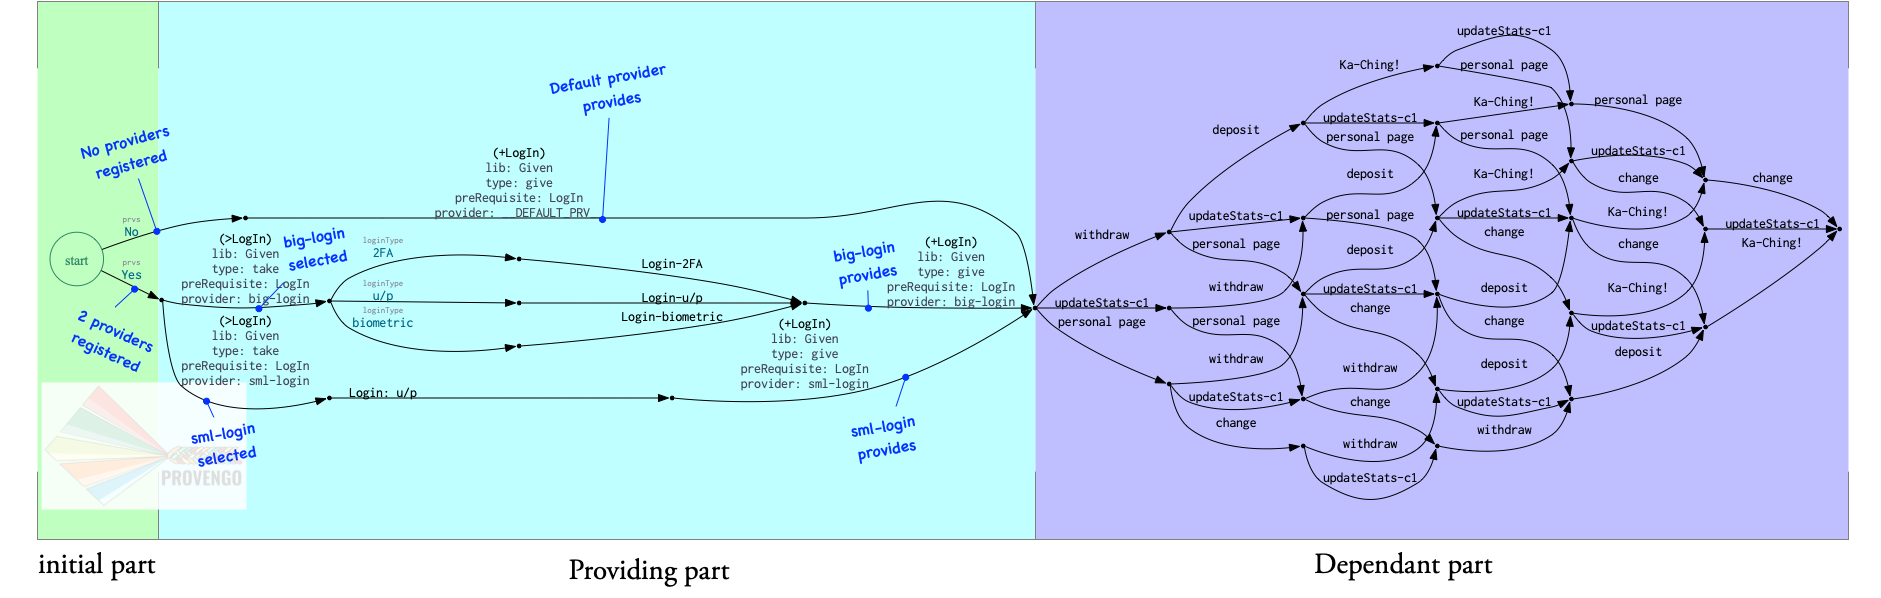 No providers
registered
Default provider
provides
start
prvs
No
prvs
Yes
2 providers
registered
(+LogIn)
lib: Given
type: give
preRequisite: LogIn
provider: __DEFAULT_PRV
(>LogIn)
lib: Given
type: take
preRequisite: LogIn
provider: big-login
big-login
selected
(>LogIn)
lib: Given
type: take
preRequisite: LogIn
provider: sml-login
sml-login
selected
loginType
2FA
loginType
u/p
loginType
biometric
Login-2FA
Login-u/p
Login-biometric
Login: u/p
big-login
provides
(+LogIn)
lib: Given
type: give
preRequisite: LogIn
provider: big-login
(+LogIn)
lib: Given
type: give
preRequisite: LogIn
provider: sml-login
sml-login
provides
PROVENGO
withdraw
updateStats-c1
personal page
deposit
updateStats-c1
personal page
withdraw
personal page
withdraw
updateStats-c1
change
Ka-Ching!
updateStats-c1
personal page
deposit
personal page
deposit
updateStats-c1
change
withdraw
change
withdraw
updateStats-c1
updateStats-c1
personal page
Ka-Ching!
personal page
Ka-Ching!
updateStats-c1
change
deposit
change
deposit
updateStats-c1
withdraw
personal page
updateStats-c1
change
Ka-Ching!
change
Ka-Ching!
updateStats-c1
deposit
change
updateStats-c1
Ka-Ching!
initial part
Providing part
Dependant part